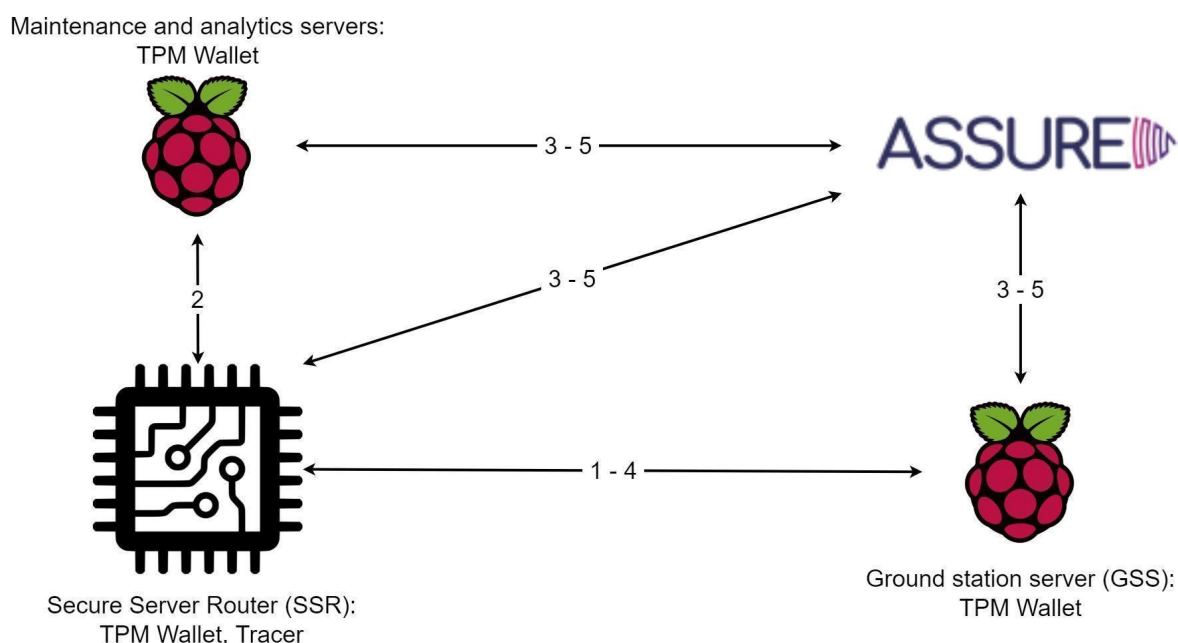 Maintenance and analytics servers:
TPM Wallet
3 - 5
ASSURED
3 - 5
2
3 - 5
1 - 4
Secure Server Router (SSR):
TPM Wallet, Tracer
Ground station server (GSS):
TPM Wallet